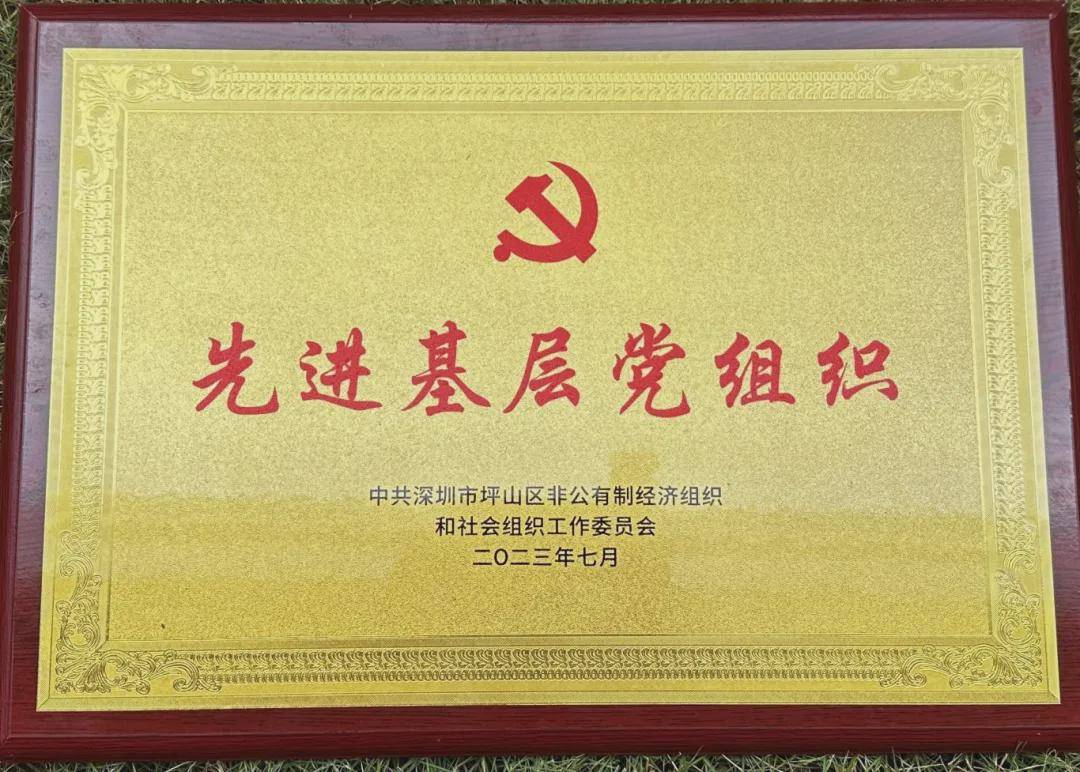 先进基层党组织
中共深圳市坪山区非公有制经济组织
和社会组织工作委员会
二〇二三年七月